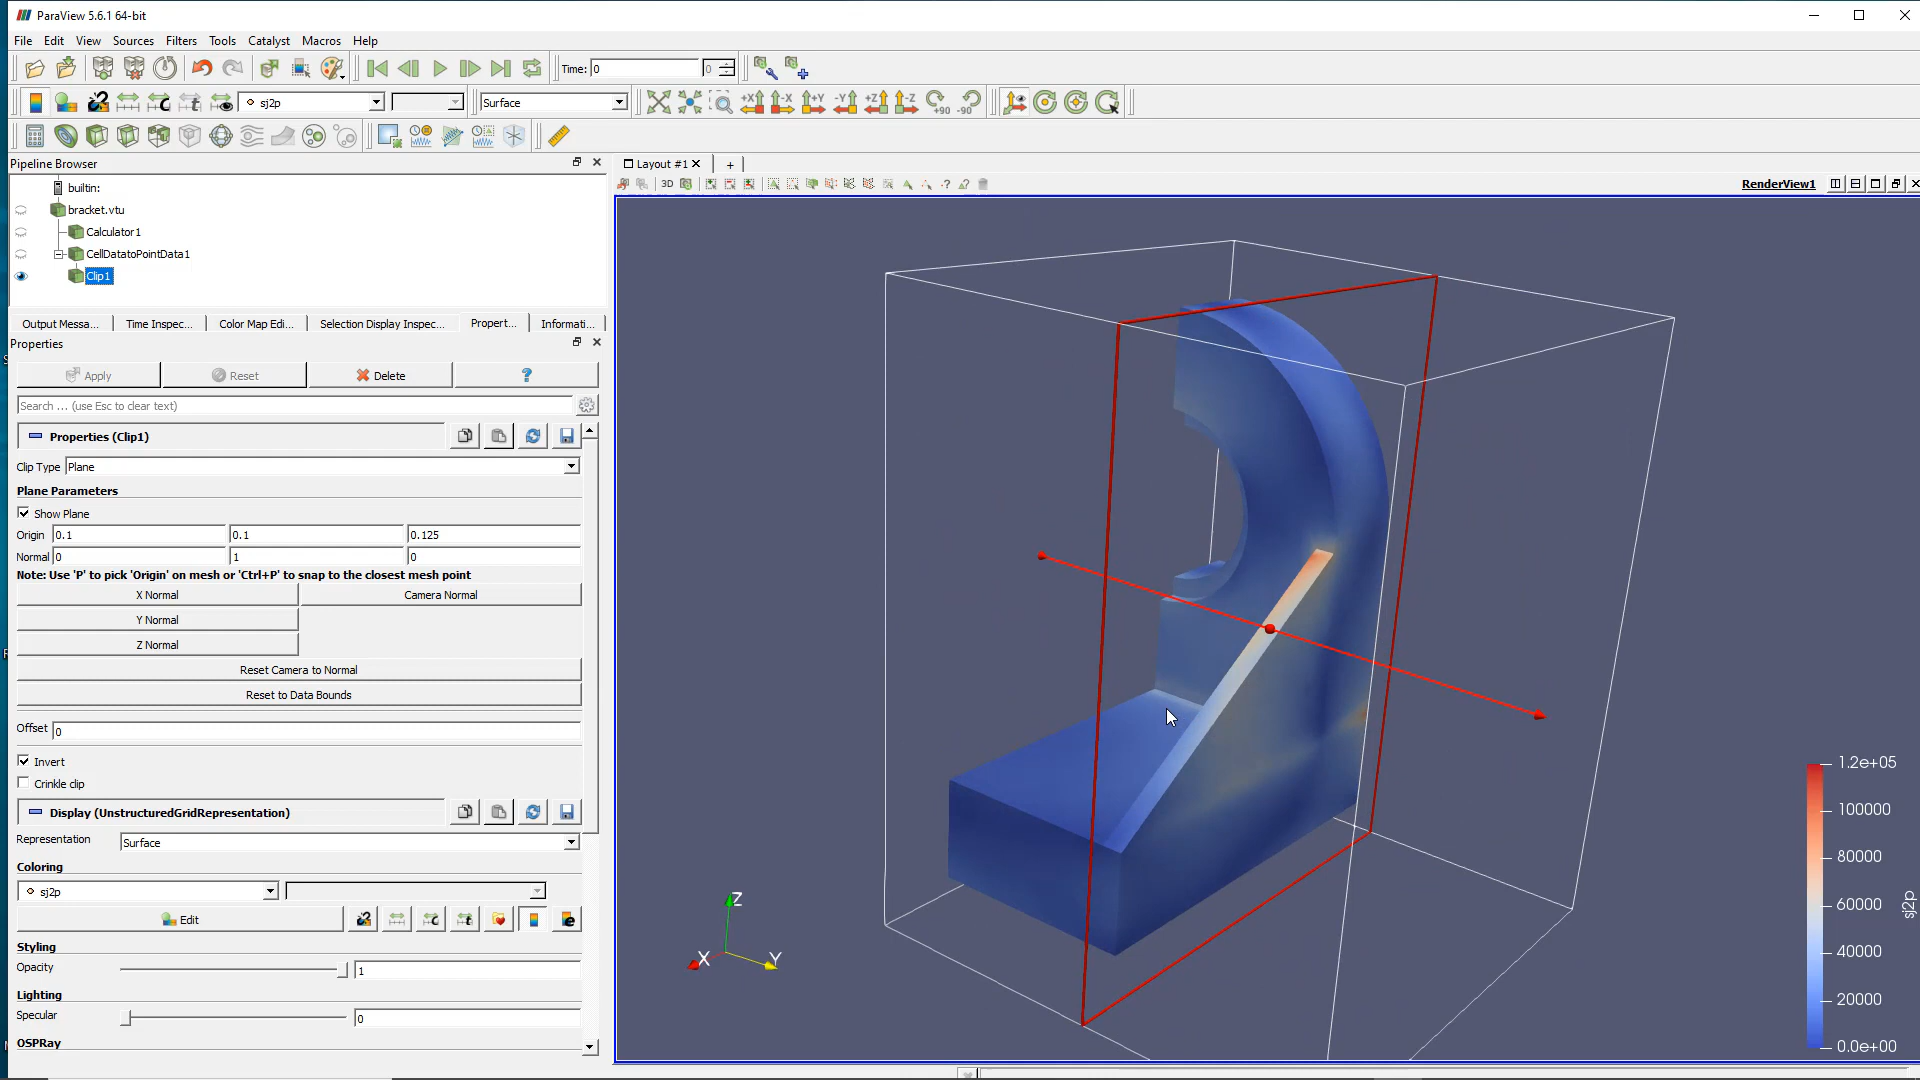 ParaView 5.6.1 64-bit
File Edit View Sources Filters Tools Catalyst Macros Help
Time: 0 0
sj2p Surface +X -X +Y -Y +Z -Z +90 -90
Pipeline Browser
builtin:
bracket.vtu
Calculator1
CellDatatoPointData1
Clip1
Output Messa... Time Inspec... Color Map Edi... Selection Display Inspec... Propert... Informati...
Properties
Apply Reset Delete ?
Search ... (use Esc to clear text)
Properties (Clip1)
Clip Type Plane
Plane Parameters
Show Plane
Origin 0.1 0.1 0.125
Normal 0 1 0
Note: Use 'P' to pick 'Origin' on mesh or 'Ctrl+P' to snap to the closest mesh point
X Normal Camera Normal
Y Normal
Z Normal
Reset Camera to Normal
Reset to Data Bounds
Offset 0
Invert
Crinkle clip
Display (UnstructuredGridRepresentation)
Representation Surface
Coloring
sj2p
Edit
Styling
Opacity 1
Lighting
Specular 0
OSPRay
Layout #1 +
3D RenderView1
Z
X Y
1.2e+05
100000
80000
60000
40000
20000
0.0e+00
sj2p